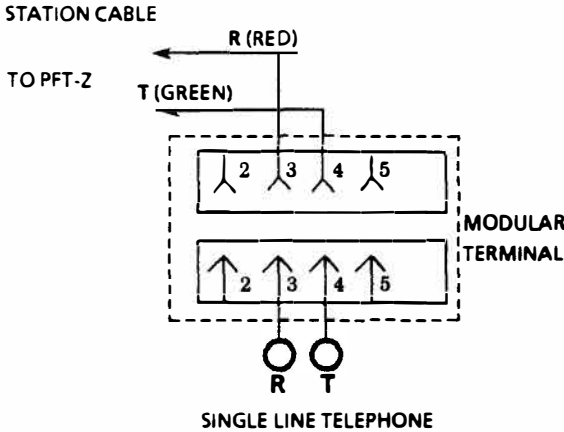 STATION CABLE
R (RED)
TO PFT-Z
T (GREEN)
2 3 4 5
MODULAR
TERMINAL
2 3 4 5
R T
SINGLE LINE TELEPHONE